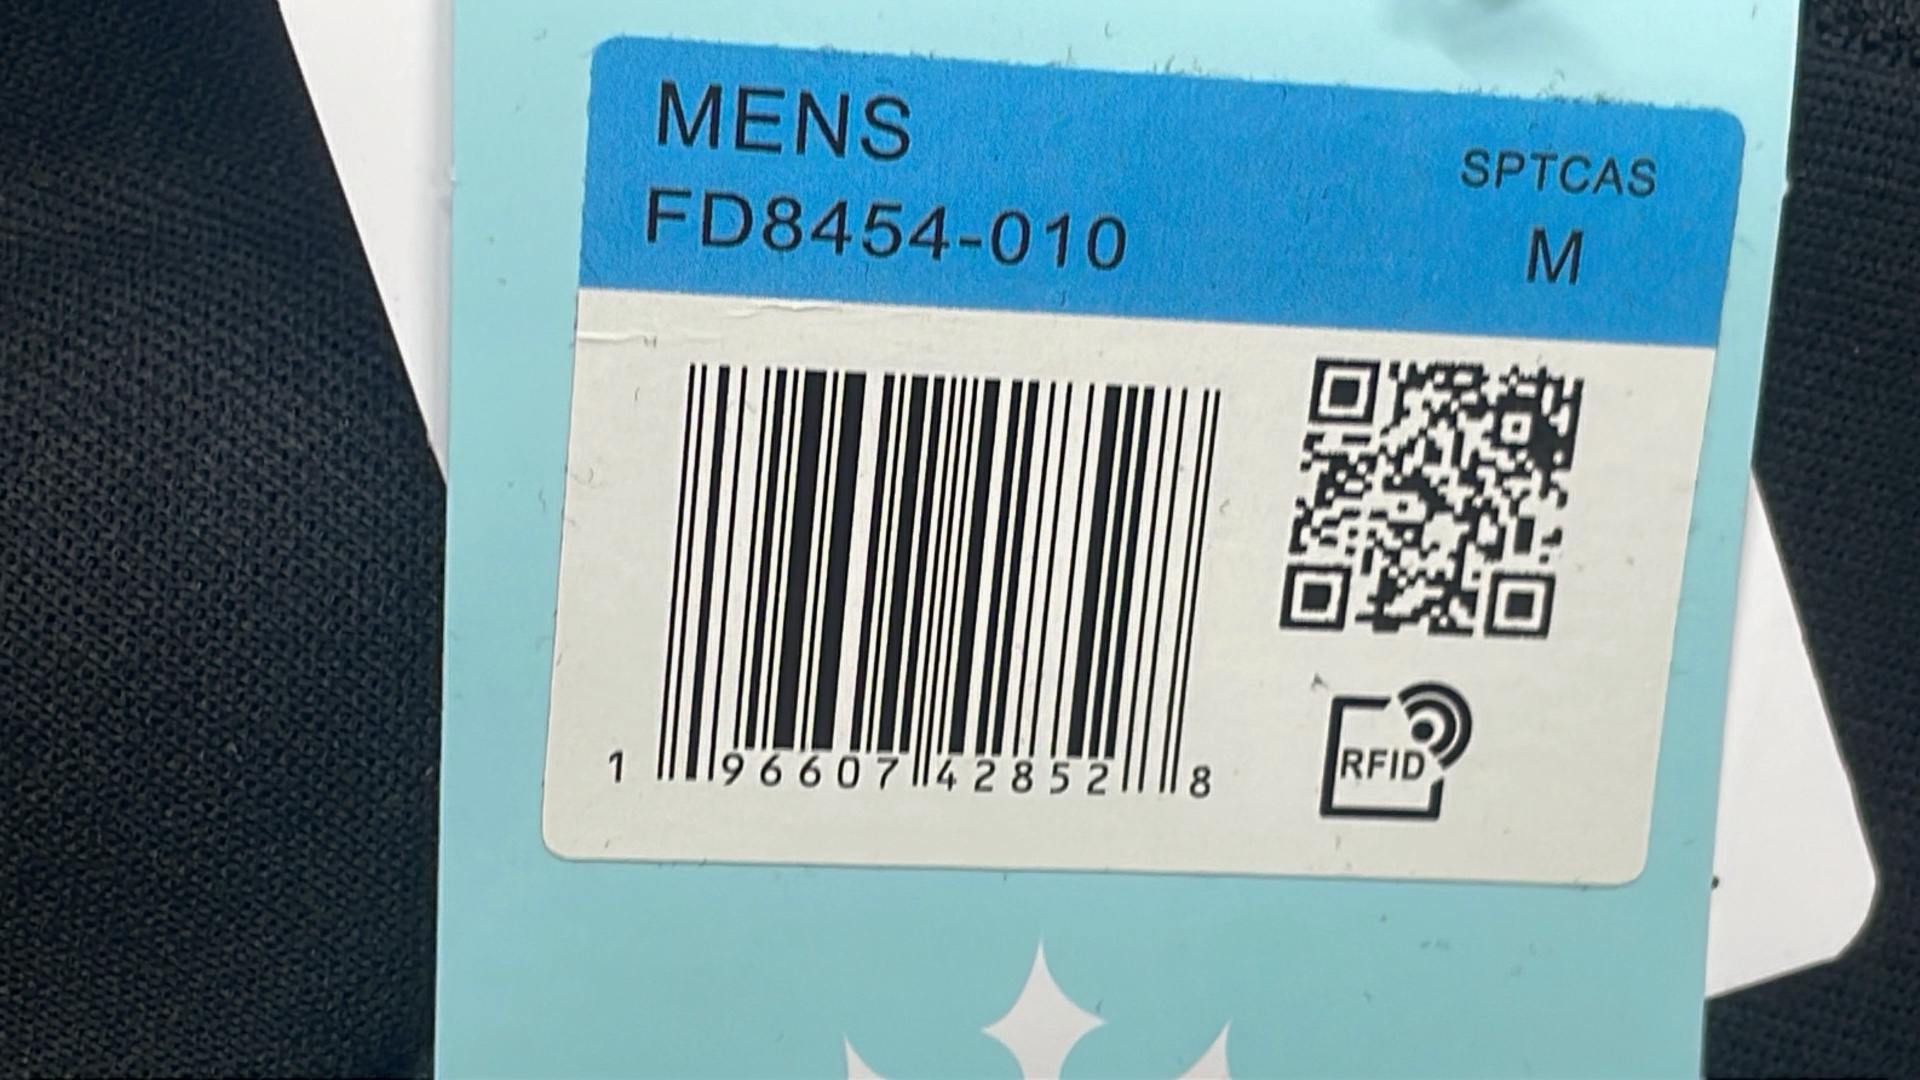 MENS
SPTCAS
FD8454-010
M
1 96607 42852 8
RFID